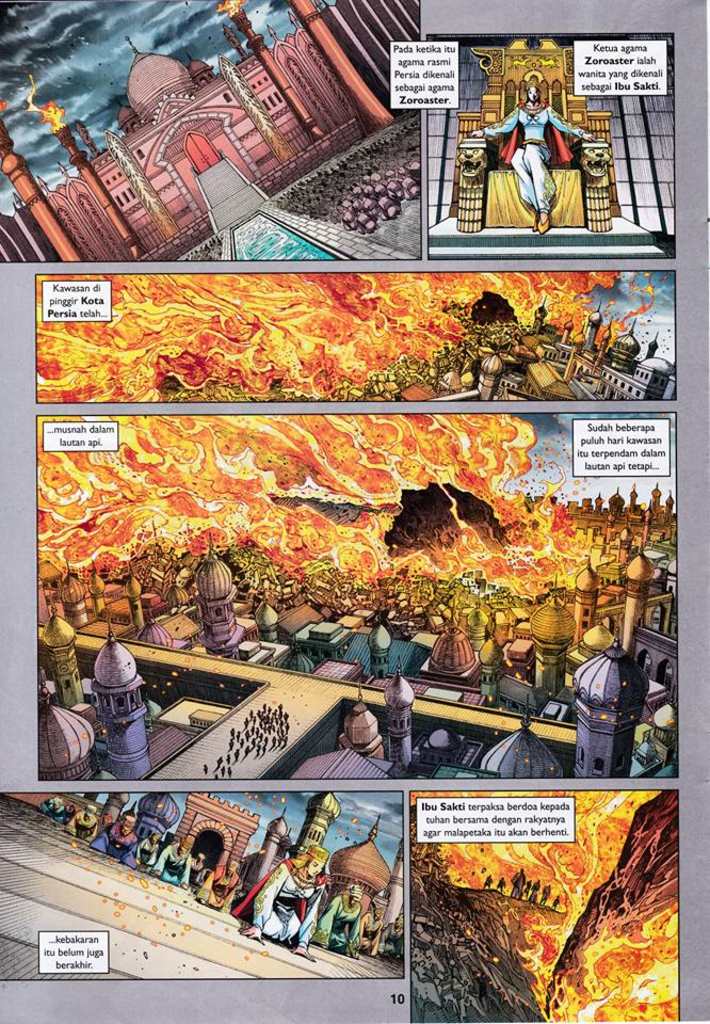 Pada ketika itu
agama rasmi
Persia dikenali
sebagai agama
Zoroaster.
Ketua agama
Zoroaster ialah
wanita yang dikenali
sebagai Ibu Sakti.
Kawasan di
pinggir Kota
Persia telah...
...musnah dalam
lautan api.
Sudah beberapa
puluh hari kawasan
itu terpendam dalam
lautan api tetapi...
...kebakaran
itu belum juga
berakhir.
Ibu Sakti terpaksa berdoa kepada
tuhan bersama dengan rakyatnya
agar malapetaka itu akan berhenti.
10